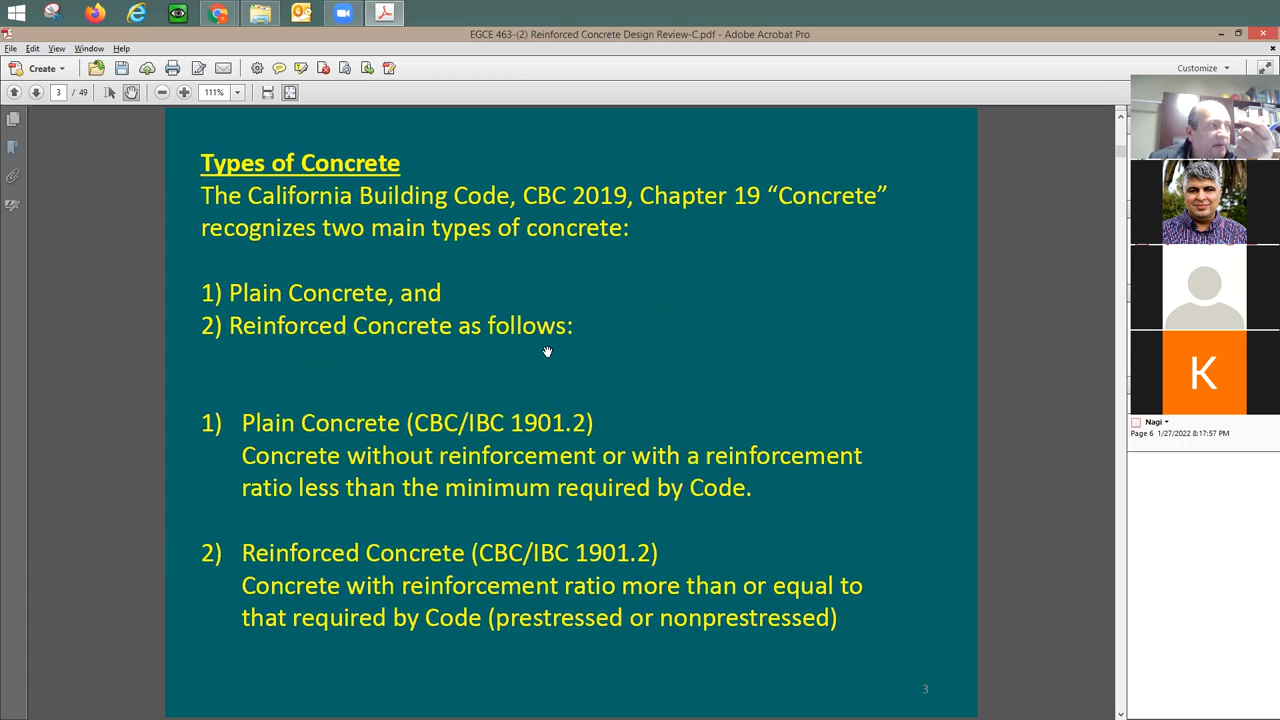 EGCE 463-(2) Reinforced Concrete Design Review-C.pdf - Adobe Acrobat Pro
File Edit View Window Help
Create
Customize
3 / 49
111%
Types of Concrete
The California Building Code, CBC 2019, Chapter 19 “Concrete”
recognizes two main types of concrete:
1) Plain Concrete, and
2) Reinforced Concrete as follows:
1) Plain Concrete (CBC/IBC 1901.2)
Concrete without reinforcement or with a reinforcement
ratio less than the minimum required by Code.
2) Reinforced Concrete (CBC/IBC 1901.2)
Concrete with reinforcement ratio more than or equal to
that required by Code (prestressed or nonprestressed)
3
K
Nagi
Page 6 1/27/2022 8:17:57 PM